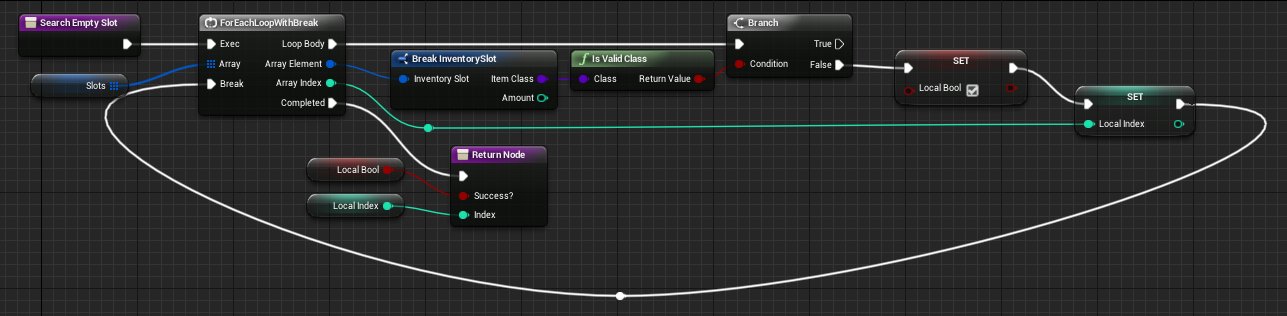 Search Empty Slot
Slots
ForEachLoopWithBreak
Exec
Loop Body
Array
Array Element
Break
Array Index
Completed
Break InventorySlot
Inventory Slot
Item Class
Amount
Is Valid Class
Class
Return Value
Branch
True
Condition
False
SET
Local Bool
SET
Local Index
Return Node
Local Bool
Success?
Local Index
Index